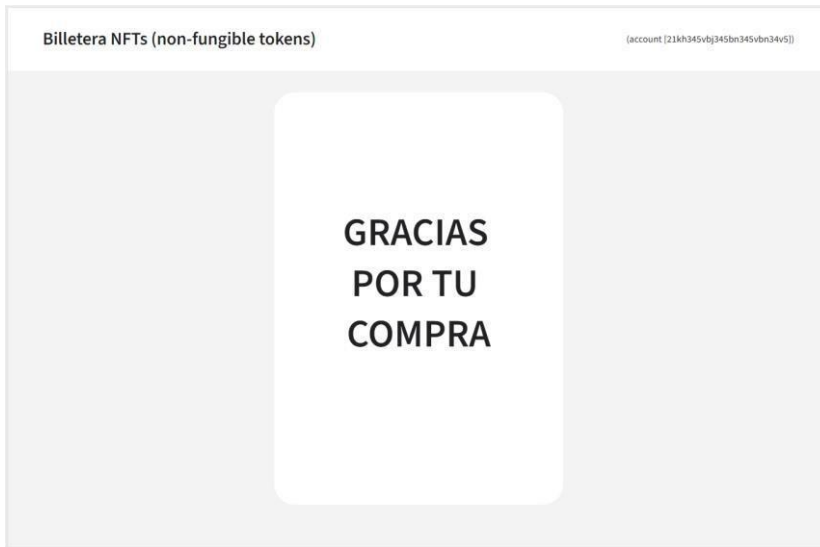 Billetera NFTs (non-fungible tokens)
(account [21kh345vbj345bn345vbn34v5])
GRACIAS
POR TU
COMPRA